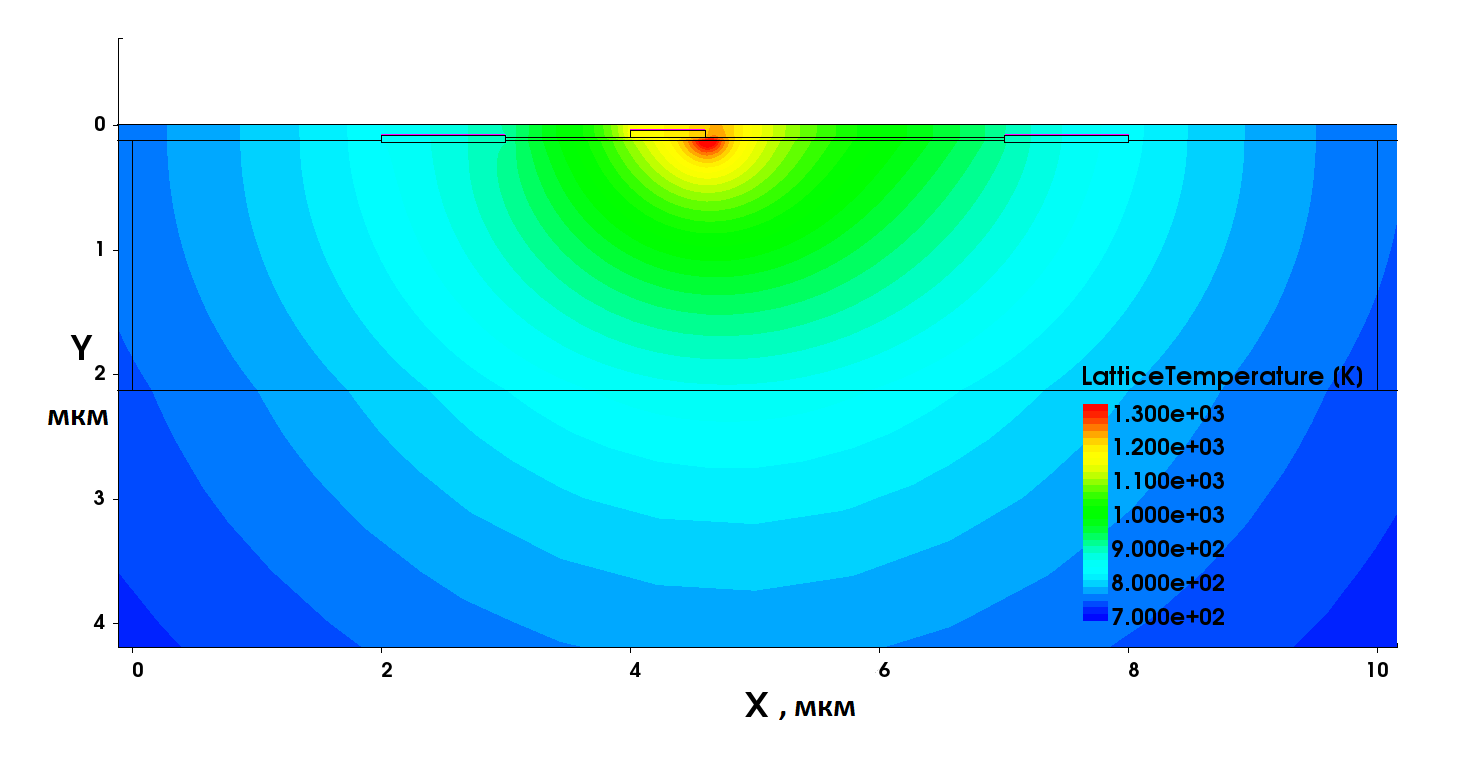 0
1
Y
2
мкм
3
4
LatticeTemperature (K)
1.300e+03
1.200e+03
1.100e+03
1.000e+03
9.000e+02
8.000e+02
7.000e+02
0 2 4 6 8 10
X , мкм